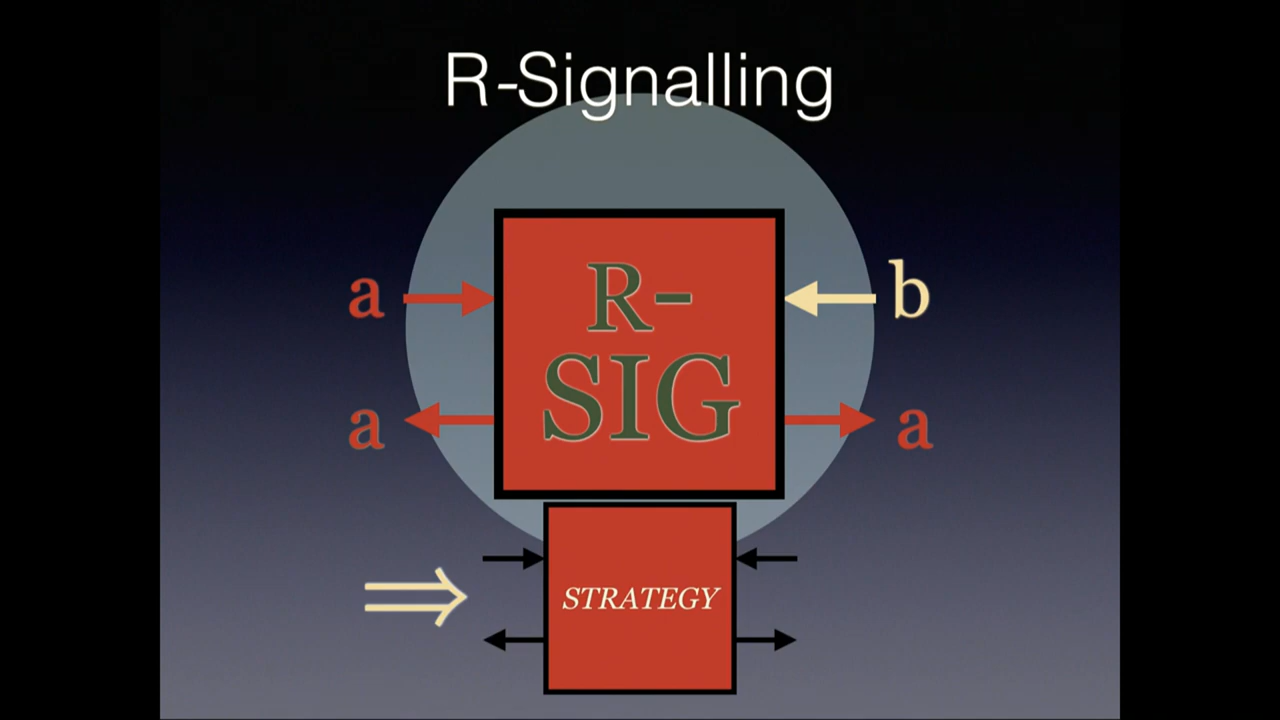 R-Signalling
a
b
R-
SIG
a
a
⇒
STRATEGY